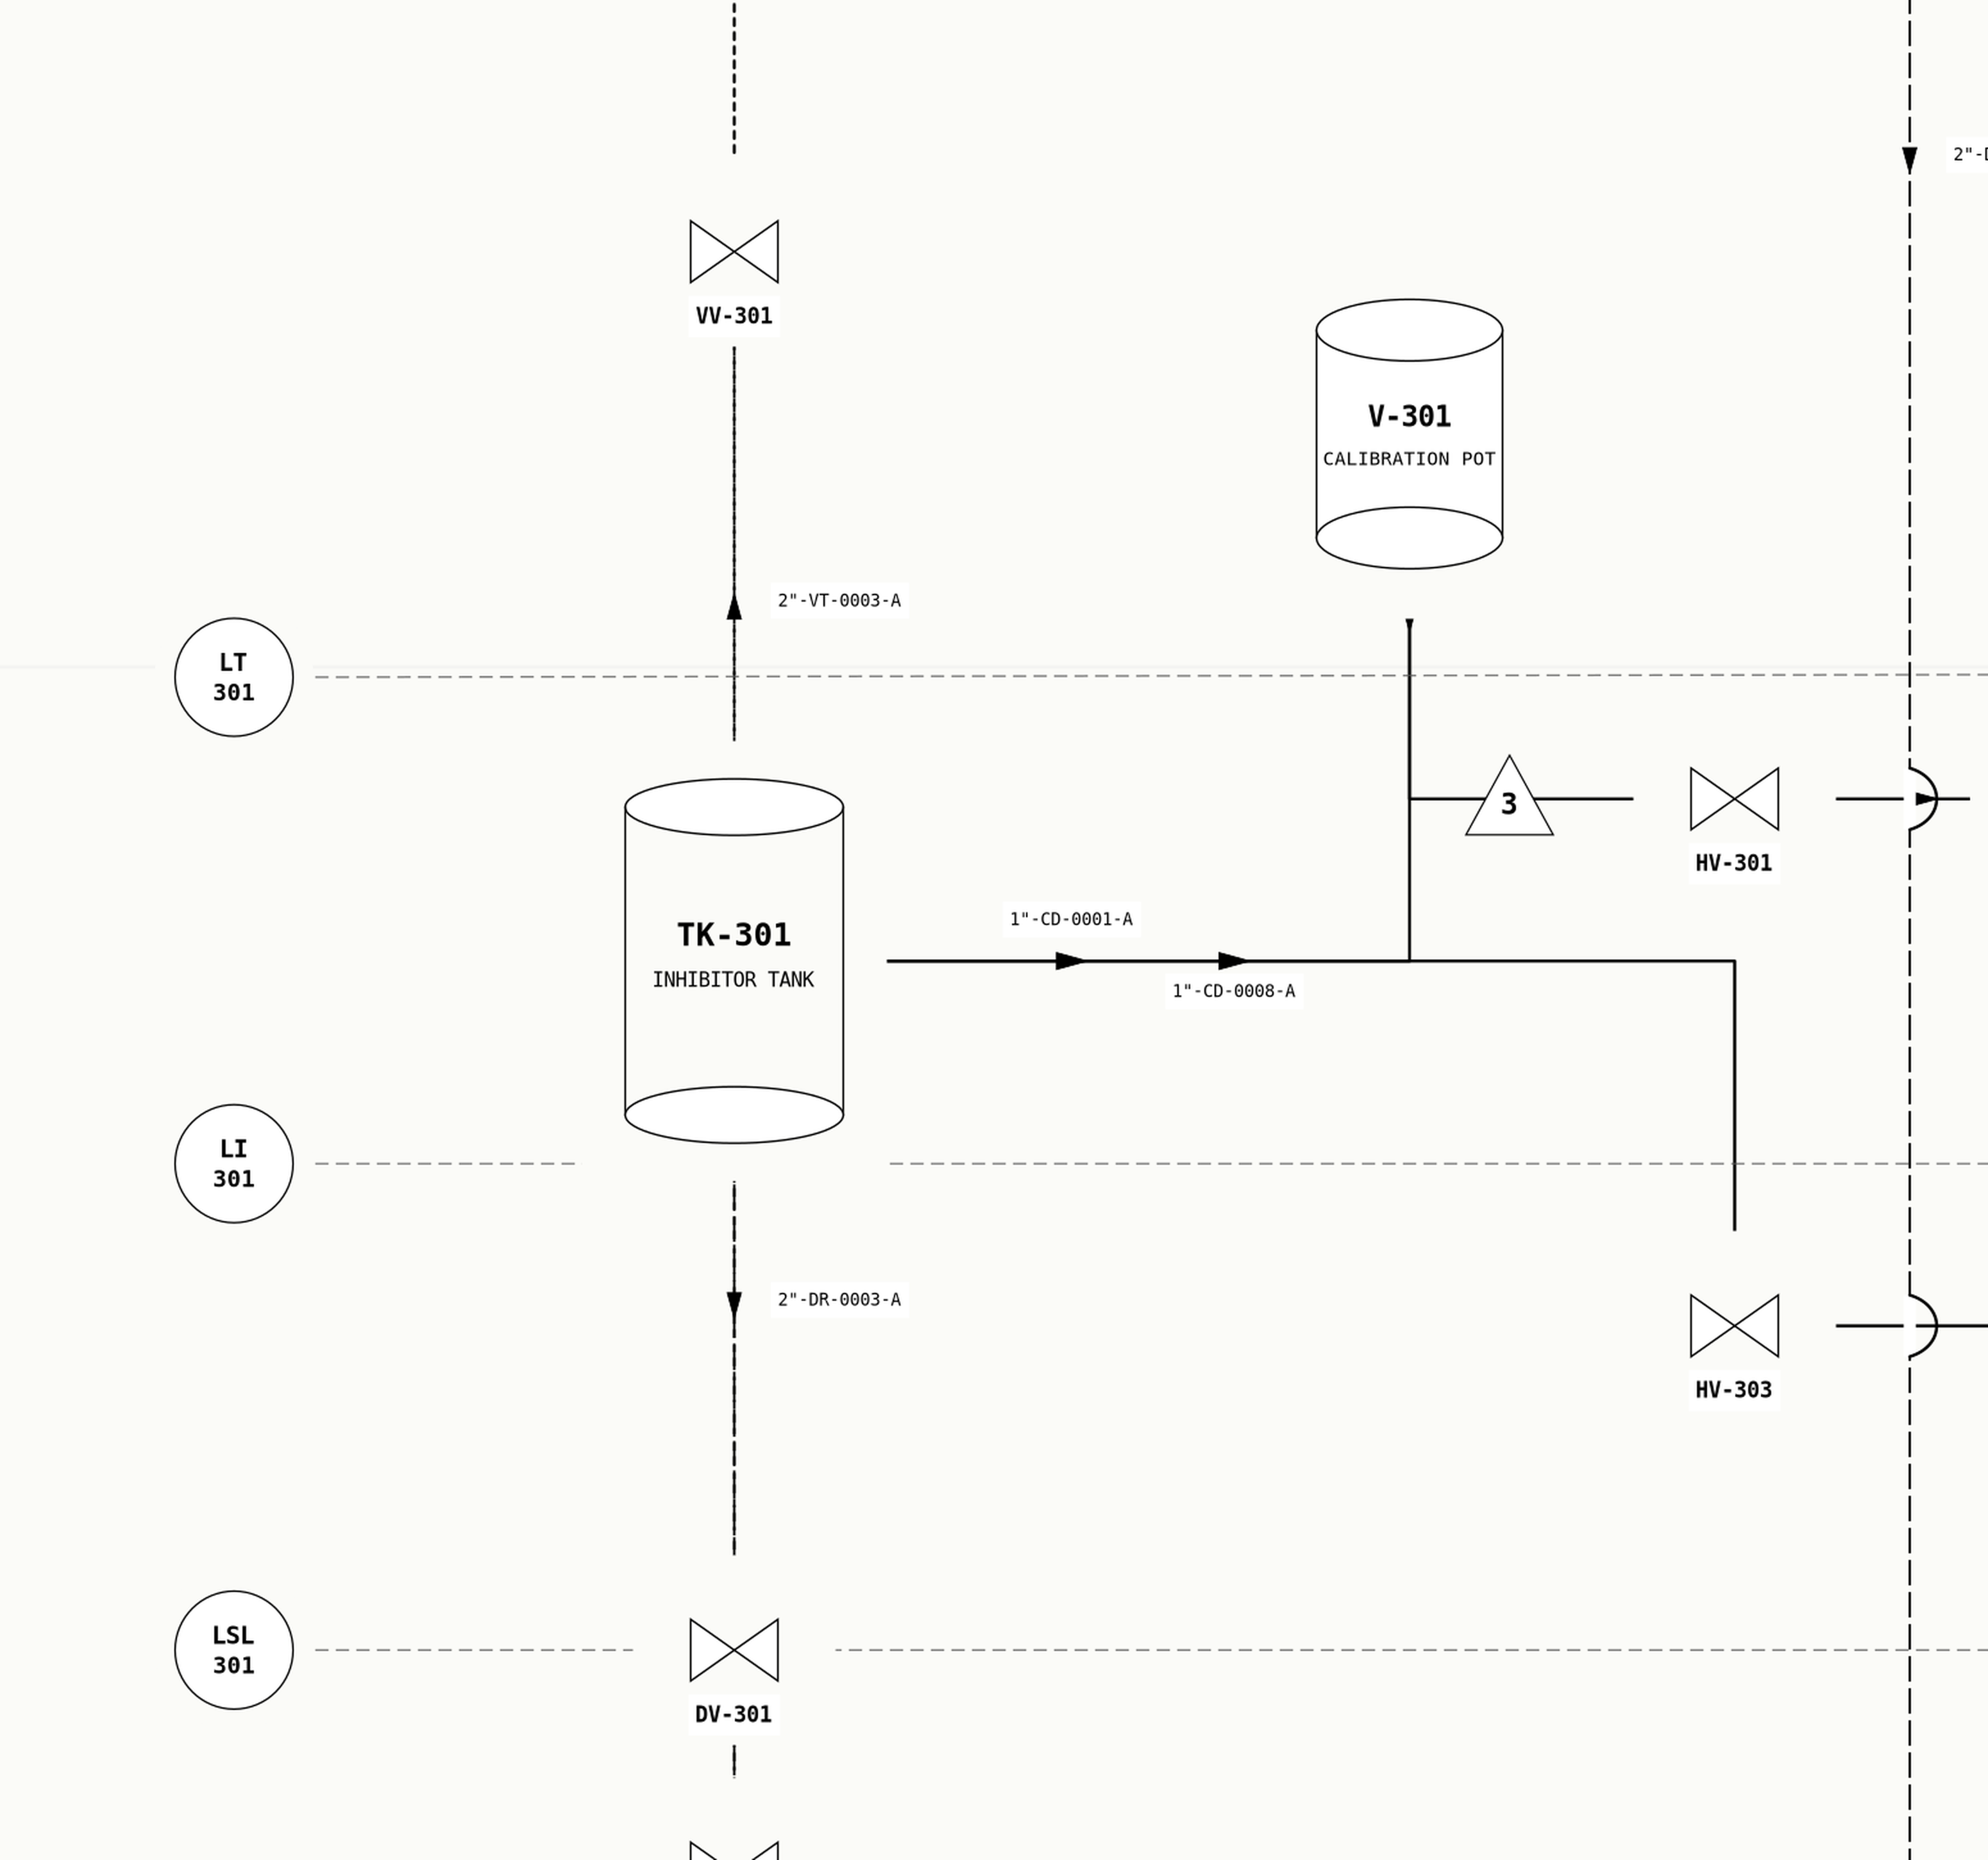 2"-D
VV-301
V-301
CALIBRATION POT
2"-VT-0003-A
LT
301
3
HV-301
1"-CD-0001-A
TK-301
INHIBITOR TANK
1"-CD-0008-A
LI
301
2"-DR-0003-A
HV-303
LSL
301
DV-301